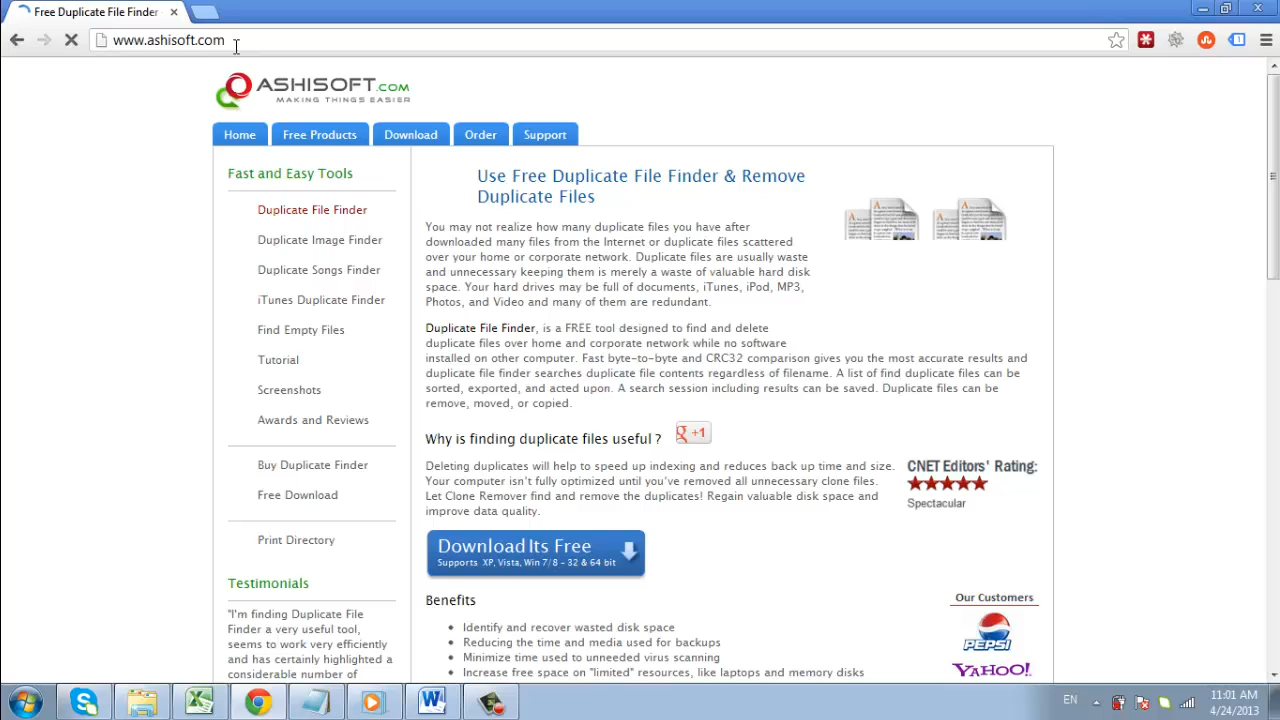 Free Duplicate File Finder
www.ashisoft.com
ASHISOFT.COM
MAKING THINGS EASIER
Home
Free Products
Download
Order
Support
Fast and Easy Tools
Duplicate File Finder
Duplicate Image Finder
Duplicate Songs Finder
iTunes Duplicate Finder
Find Empty Files
Tutorial
Screenshots
Awards and Reviews
Buy Duplicate Finder
Free Download
Print Directory
Testimonials
"I'm finding Duplicate File
Finder a very useful tool,
seems to work very efficiently
and has certainly highlighted a
considerable number of
Use Free Duplicate File Finder & Remove
Duplicate Files
You may not realize how many duplicate files you have after
downloaded many files from the Internet or duplicate files scattered
over your home or corporate network. Duplicate files are usually waste
and unnecessary keeping them is merely a waste of valuable hard disk
space. Your hard drives may be full of documents, iTunes, iPod, MP3,
Photos, and Video and many of them are redundant.
Duplicate File Finder, is a FREE tool designed to find and delete
duplicate files over home and corporate network while no software
installed on other computer. Fast byte-to-byte and CRC32 comparison gives you the most accurate results and
duplicate file finder searches duplicate file contents regardless of filename. A list of find duplicate files can be
sorted, exported, and acted upon. A search session including results can be saved. Duplicate files can be
remove, moved, or copied.
Why is finding duplicate files useful ?
g +1
Deleting duplicates will help to speed up indexing and reduces back up time and size.
Your computer isn't fully optimized until you've removed all unnecessary clone files.
Let Clone Remover find and remove the duplicates! Regain valuable disk space and
improve data quality.
CNET Editors' Rating:
Spectacular
Download Its Free
Supports XP, Vista, Win 7/8 - 32 & 64 bit
Benefits
Identify and recover wasted disk space
Reducing the time and media used for backups
Minimize time used to unneeded virus scanning
Increase free space on "limited" resources, like laptops and memory disks
Our Customers
PEPSI
YAHOO!
EN
11:01 AM
4/24/2013